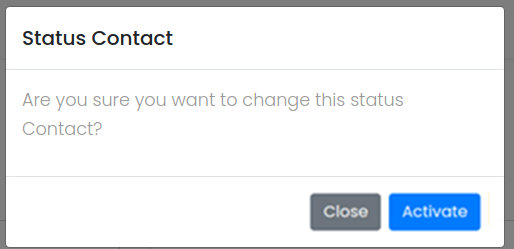 Status Contact
Are you sure you want to change this status
Contact?
Close Activate